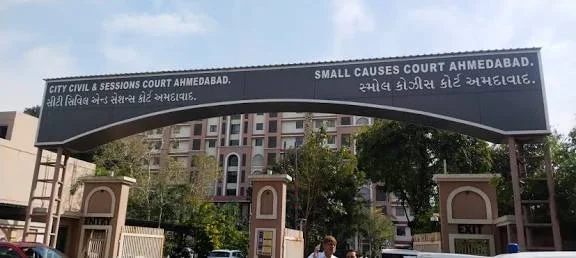 CITY CIVIL & SESSIONS COURT AHMEDABAD.
સીટી સિવિલ એન્ડ સેશન્સ કોર્ટ અમદાવાદ.
SMALL CAUSES COURT AHMEDABAD.
સ્મોલ કોઝીસ કોર્ટ અમદાવાદ.
ENTRY
EXIT